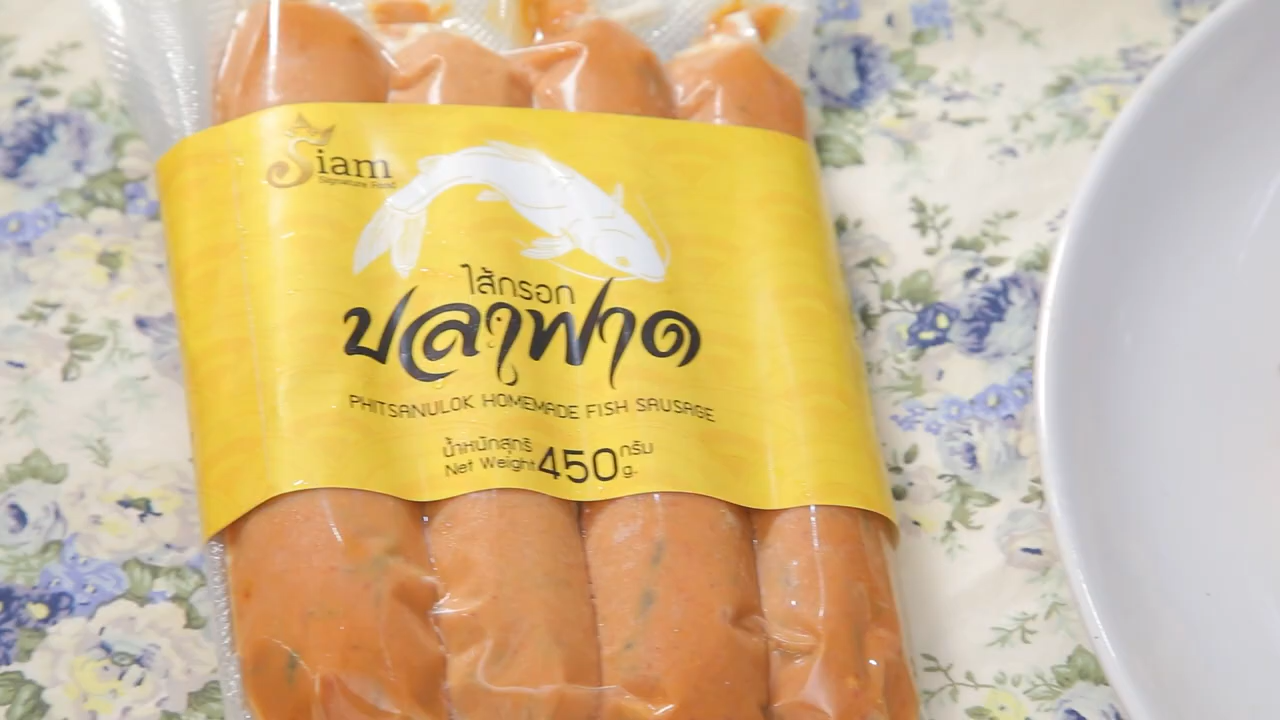 Siam
Signature Food
ไส้กรอก
ปลาฟาด
PHITSANULOK HOMEMADE FISH SAUSAGE
น้ำหนักสุทธิ 450 กรัม
Net Weight g.